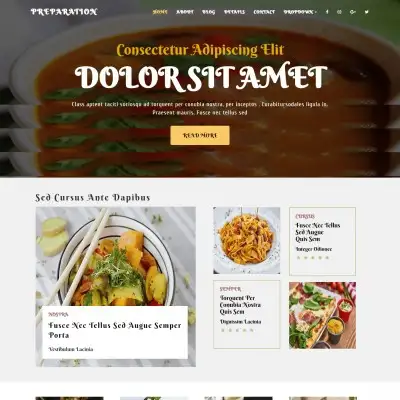 PREPARATION
HOME ABOUT BLOG DETAILS CONTACT DROPDOWN
Consectetur Adipiscing Elit
DOLOR SIT AMET
Class aptent taciti sociosqu ad torquent per conubia nostra, per inceptos . Curabitursodales ligula in.
Praesent mauris. Fusce nec tellus sed
READ MORE
Sed Cursus Ante Dapibus
NOSTRA
Fusce Nec Tellus Sed Augue Semper
Porta
Vestibulum Lacinia
CURSUS
Fusce Nec Tellus
Sed Augue
Quis Sem
Integer Odionec
SEMPER
Torquent Per
Conubia Nostra
Quis Sem
Dignissim Lacinia